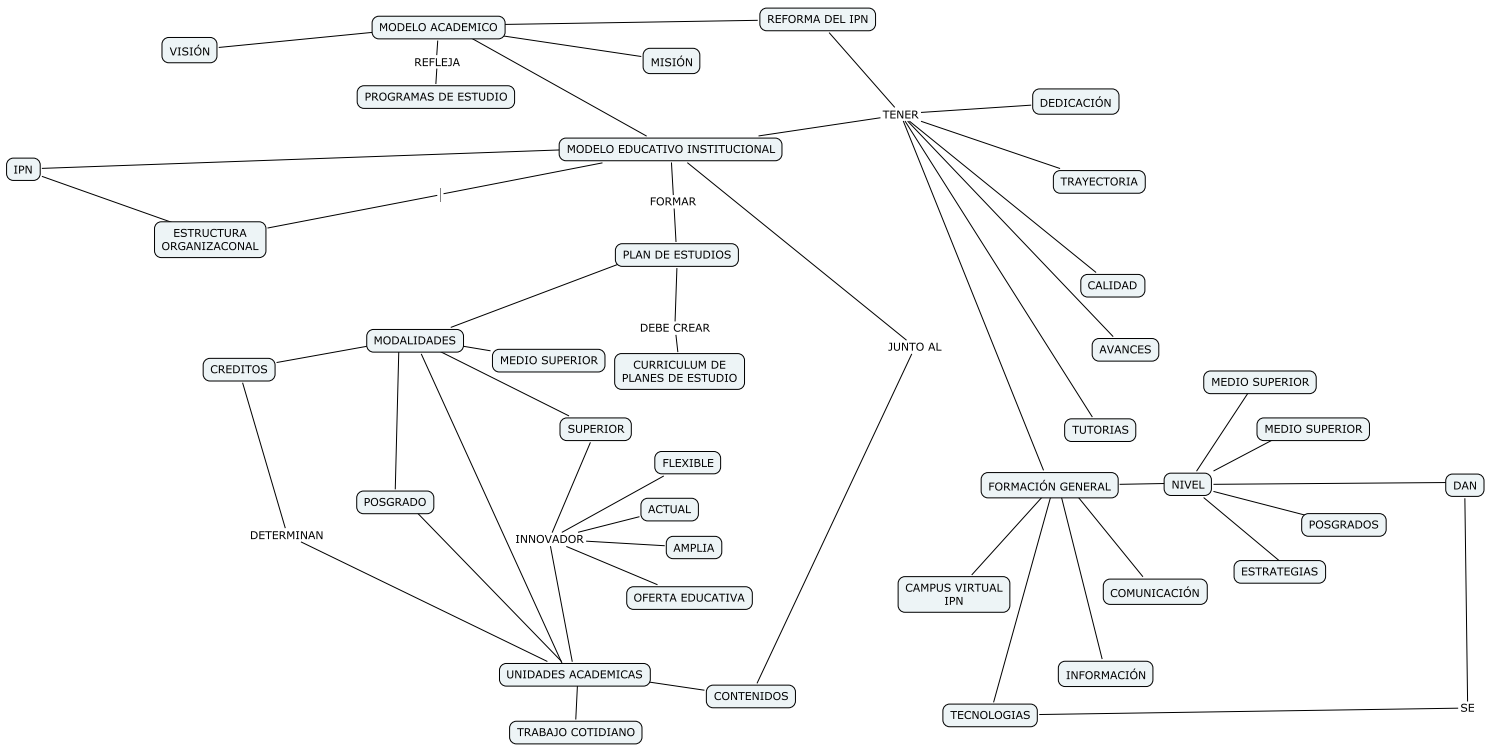 REFORMA DEL IPN
MODELO ACADEMICO
VISIÓN
MISIÓN
REFLEJA
PROGRAMAS DE ESTUDIO
DEDICACIÓN
TENER
MODELO EDUCATIVO INSTITUCIONAL
IPN
TRAYECTORIA
FORMAR
ESTRUCTURA
ORGANIZACONAL
PLAN DE ESTUDIOS
CALIDAD
DEBE CREAR
MODALIDADES
JUNTO AL
AVANCES
MEDIO SUPERIOR
CREDITOS
CURRICULUM DE
PLANES DE ESTUDIO
MEDIO SUPERIOR
SUPERIOR
TUTORIAS
MEDIO SUPERIOR
FLEXIBLE
FORMACIÓN GENERAL
NIVEL
DAN
POSGRADO
ACTUAL
POSGRADOS
DETERMINAN
INNOVADOR
AMPLIA
ESTRATEGIAS
CAMPUS VIRTUAL
IPN
COMUNICACIÓN
OFERTA EDUCATIVA
UNIDADES ACADEMICAS
INFORMACIÓN
CONTENIDOS
SE
TECNOLOGIAS
TRABAJO COTIDIANO